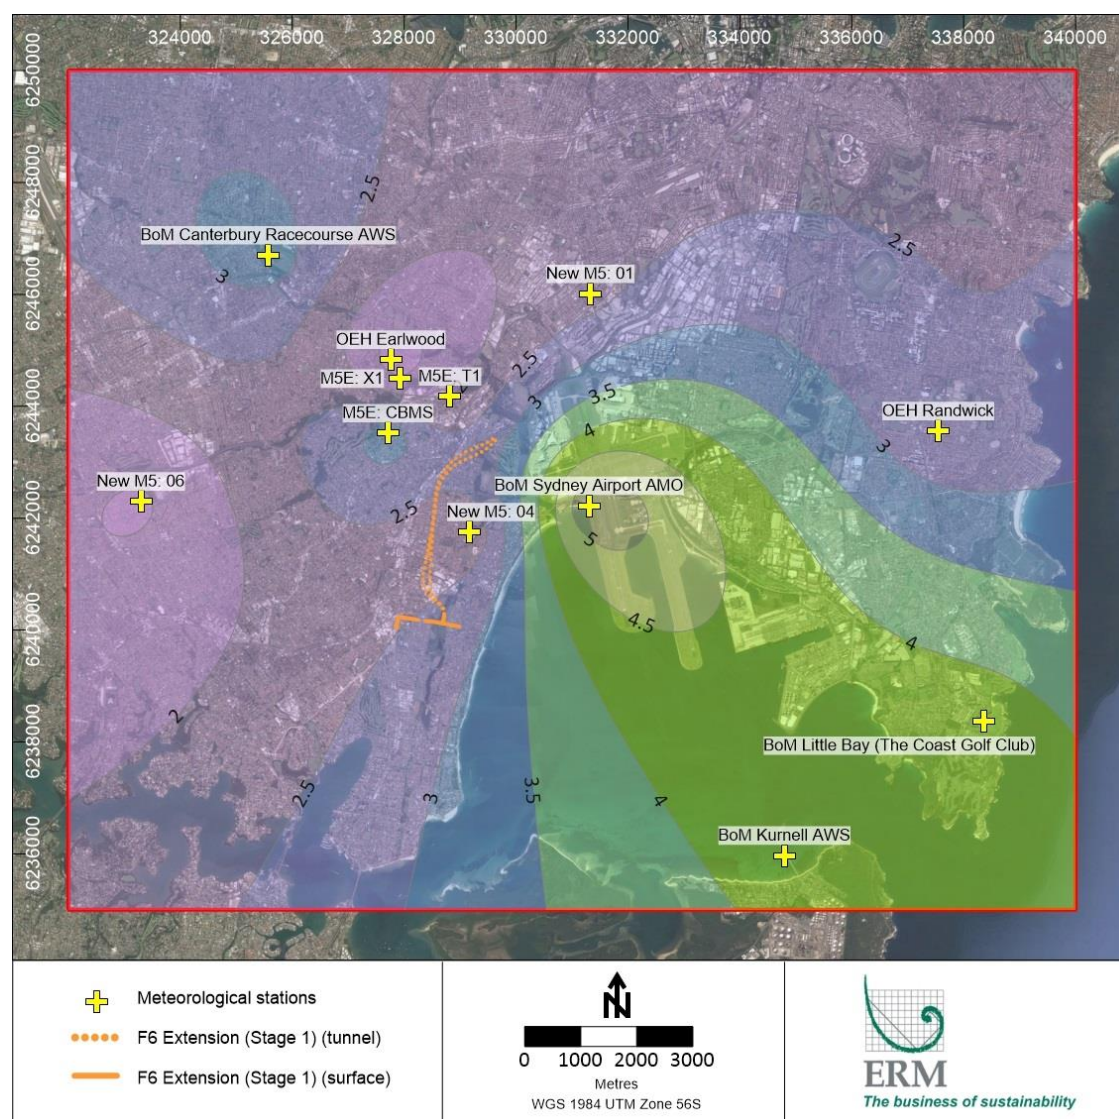 324000 326000 328000 330000 332000 334000 336000 338000 340000
6250000
6248000
6246000
6244000
6242000
6240000
6238000
6236000
2.5
BoM Canterbury Racecourse AWS
3
2.5
New M5: 01
OEH Earlwood
M5E: X1
M5E: T1
2.5
3
3.5
M5E: CBMS
4
OEH Randwick
3
New M5: 06
BoM Sydney Airport AMO
2.5
New M5: 04
5
4.5
4
2
BoM Little Bay (The Coast Golf Club)
2.5
3
3.5
4
BoM Kurnell AWS
Meteorological stations
F6 Extension (Stage 1) (tunnel)
F6 Extension (Stage 1) (surface)
N
0 1000 2000 3000
Metres
WGS 1984 UTM Zone 56S
ERM
The business of sustainability